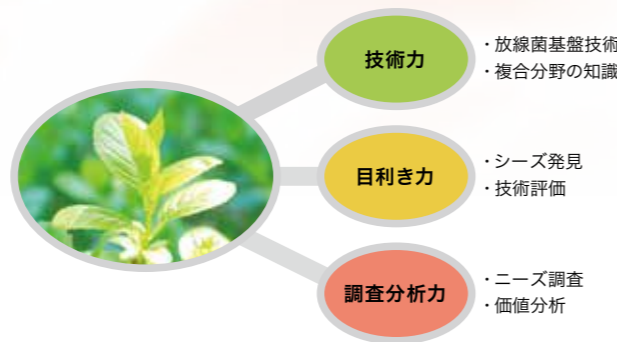 技術力
・放線菌基盤技術
・複合分野の知識
目利き力
・シーズ発見
・技術評価
調査分析力
・ニーズ調査
・価値分析